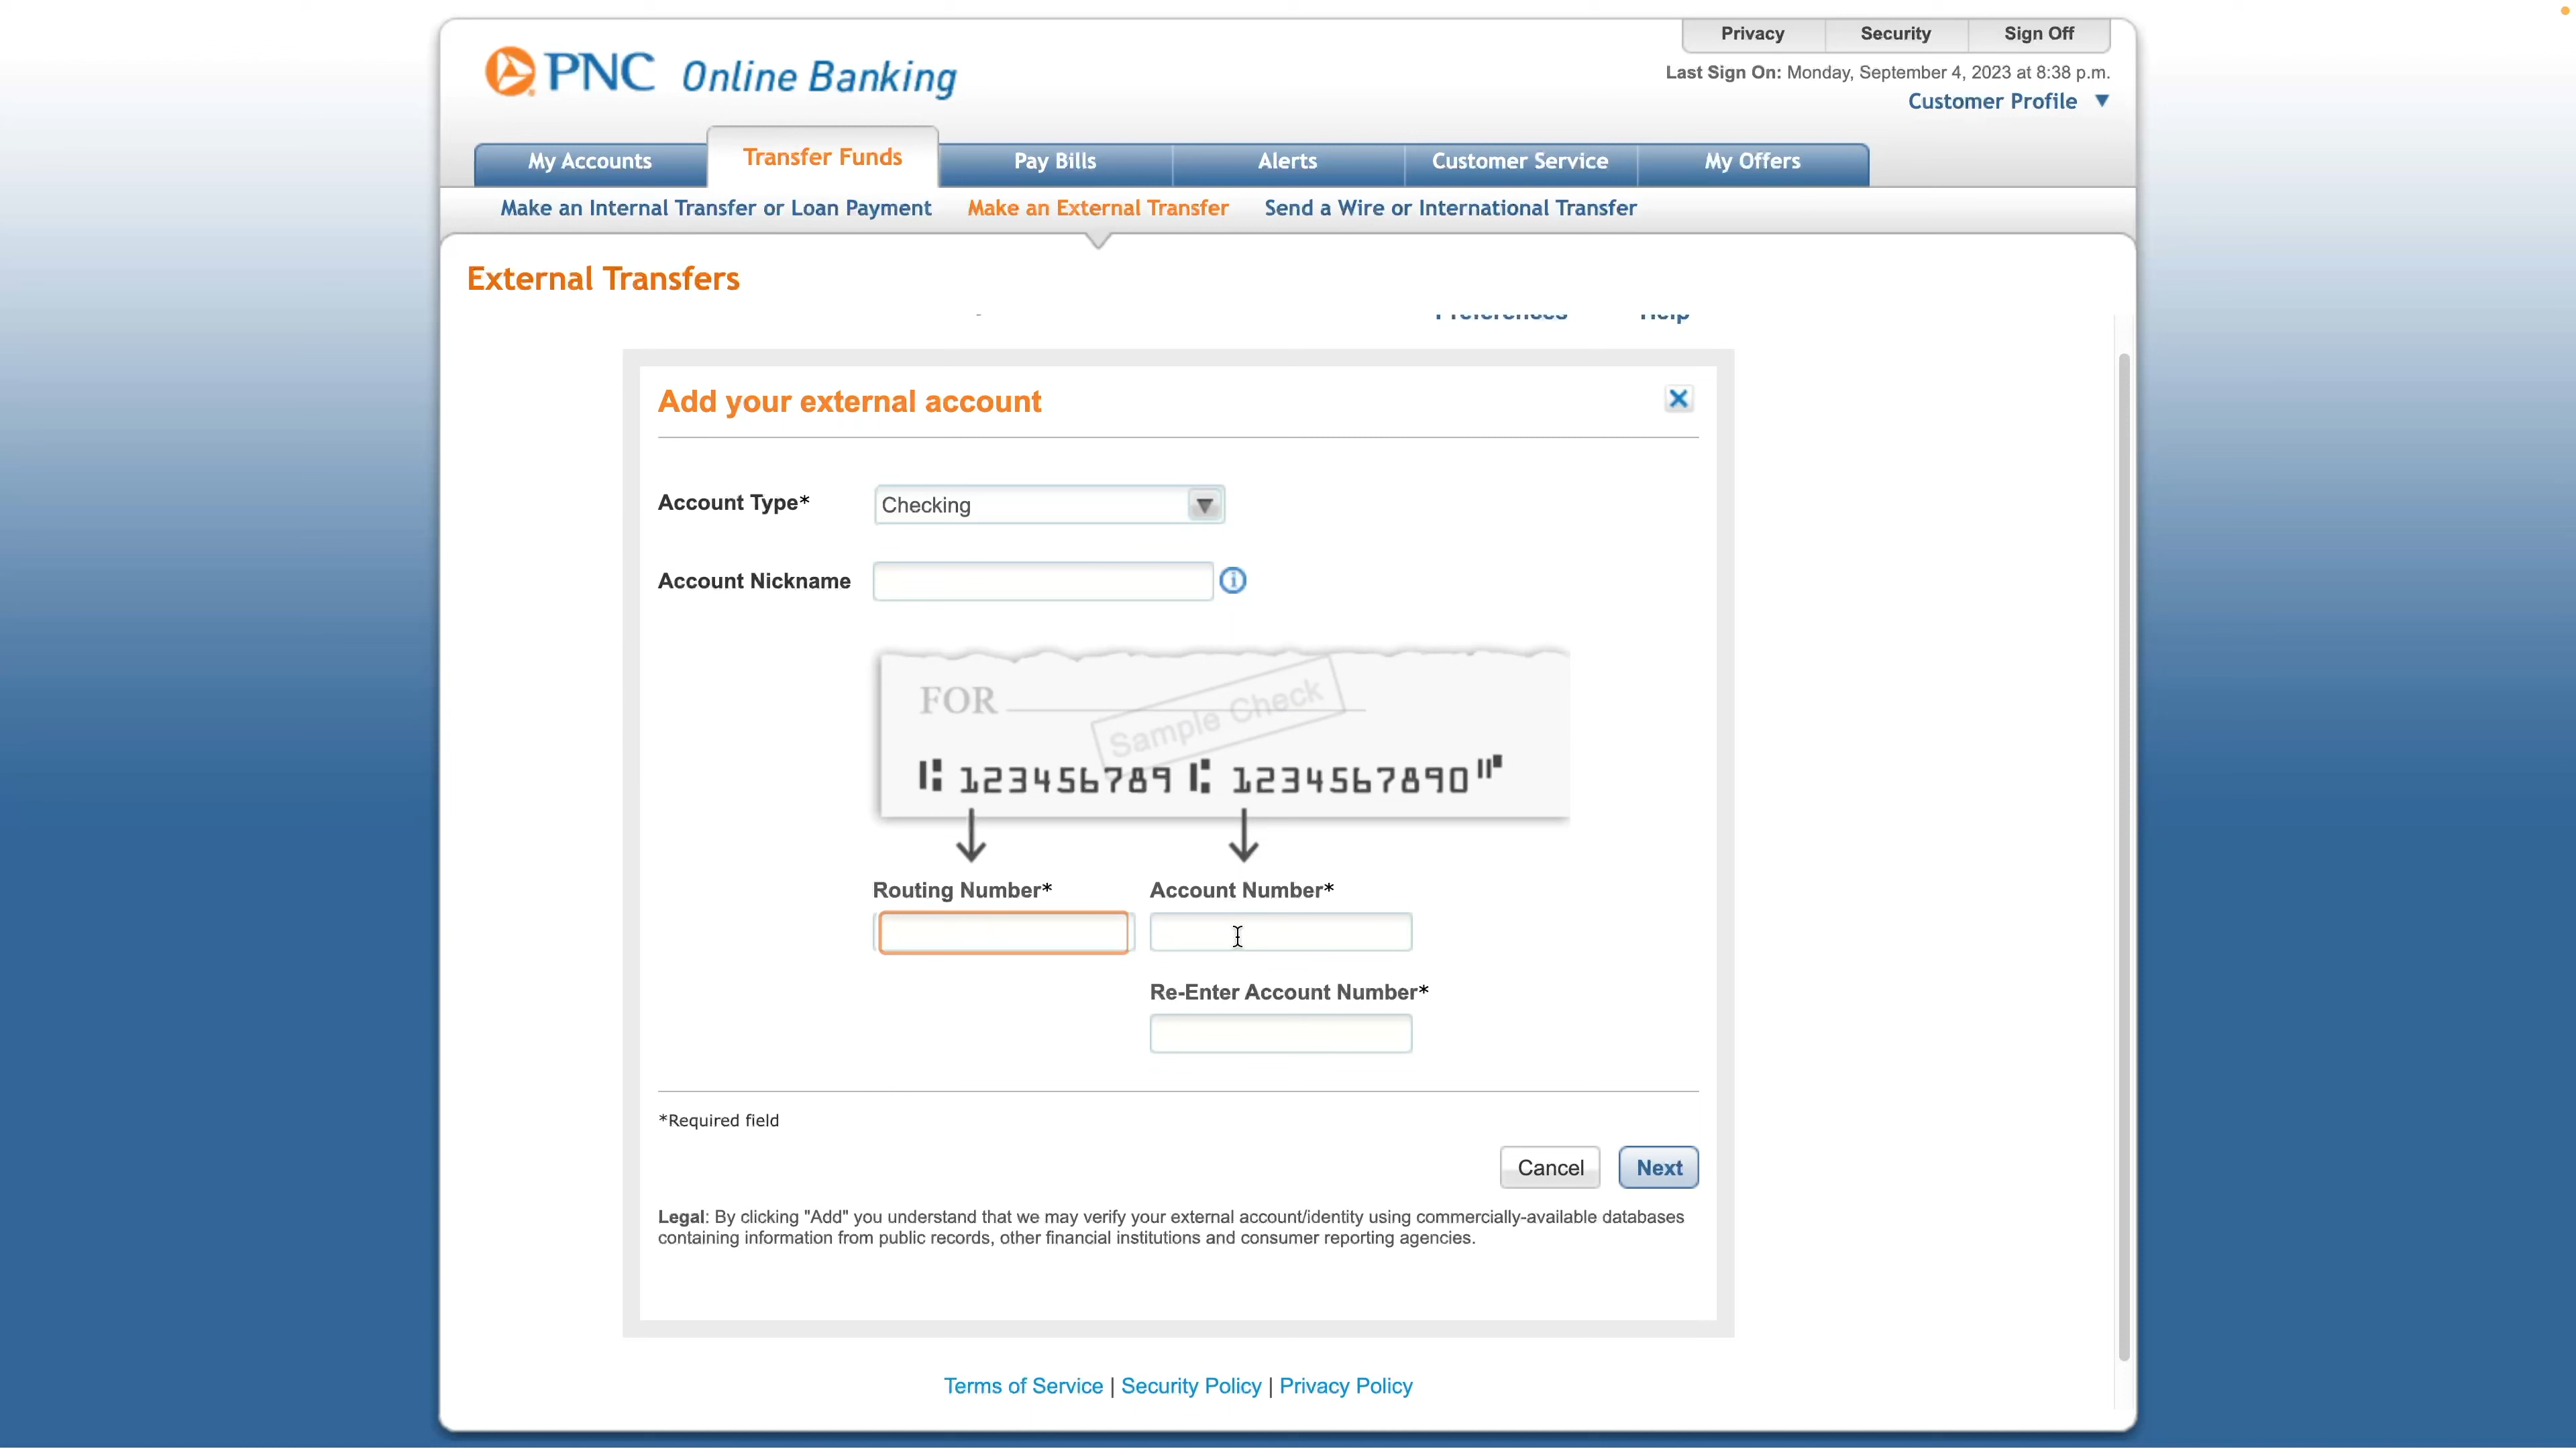 Privacy Security Sign Off
PNC Online Banking
Last Sign On: Monday, September 4, 2023 at 8:38 p.m.
Customer Profile ▼
My Accounts Transfer Funds Pay Bills Alerts Customer Service My Offers
Make an Internal Transfer or Loan Payment Make an External Transfer Send a Wire or International Transfer
External Transfers
Preferences Help
Add your external account
Account Type* Checking
Account Nickname
FOR
Sample Check
⑆ 123456789 ⑆ 1234567890⑈
Routing Number* Account Number*
Re-Enter Account Number*
*Required field
Cancel Next
Legal: By clicking "Add" you understand that we may verify your external account/identity using commercially-available databases
containing information from public records, other financial institutions and consumer reporting agencies.
Terms of Service | Security Policy | Privacy Policy